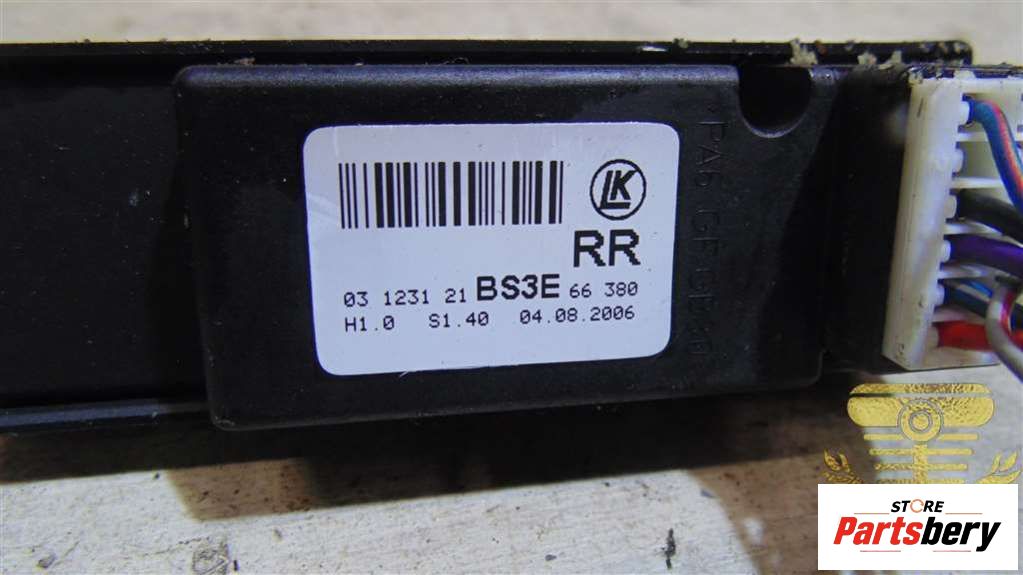 LK
RR
03 1231 21 BS3E 66 380
H1.0 S1.40 04.08.2006
STORE
Partsbery